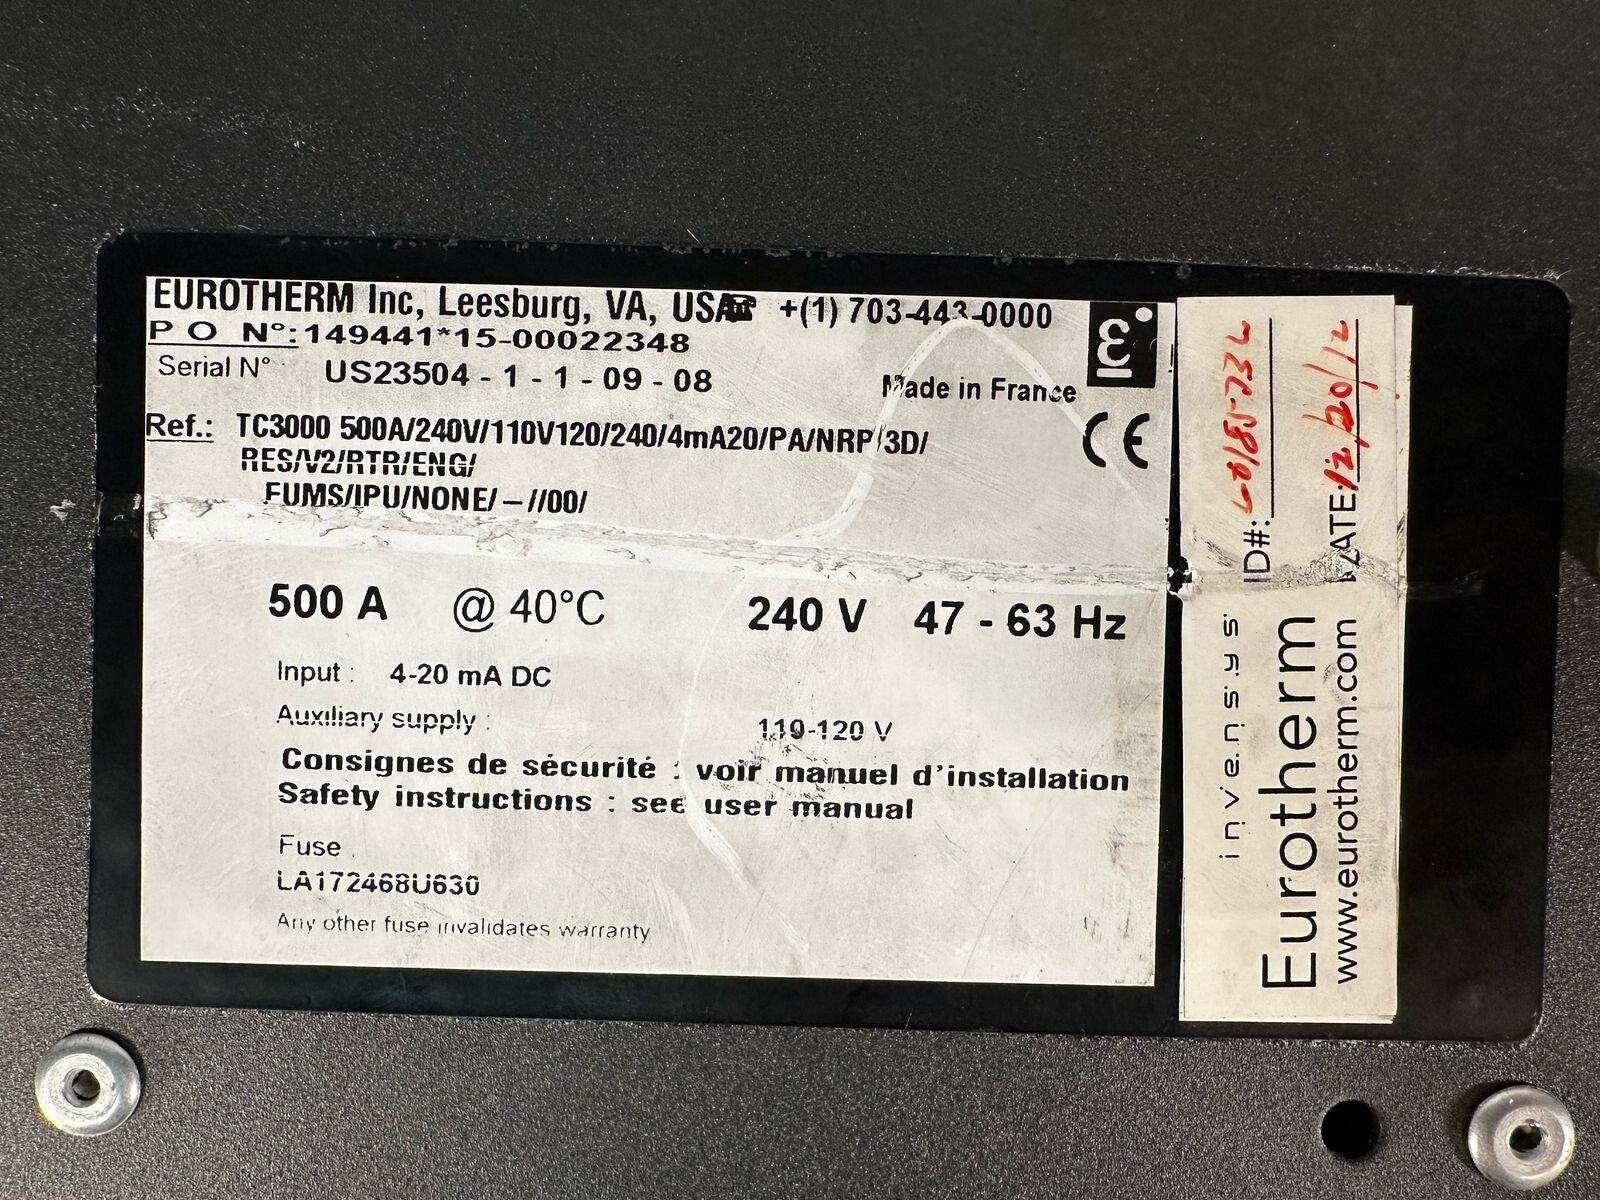 EUROTHERM Inc, Leesburg, VA, USA ☎ +(1) 703-443-0000
P O N°: 149441*15-00022348
Serial N° US23504 - 1 - 1 - 09 - 08
Made in France
Ref.: TC3000 500A/240V/110V120/240/4mA20/PA/NRP/3D/
RES/V2/RTR/ENG/
FUMS/IPU/NONE/ – //00/
CE
500 A @ 40°C 240 V 47 - 63 Hz
Input : 4-20 mA DC
Auxiliary supply : 110-120 V
Consignes de sécurité : voir manuel d'installation
Safety instructions : see user manual
Fuse
LA172468U630
Any other fuse invalidates warranty
invensys
Eurotherm
www.eurotherm.com
ID#:
DATE: 12/20/12